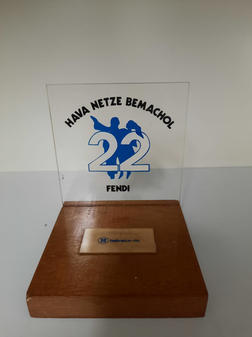 HAVA NETZE BEMACHOL
22
FENDI